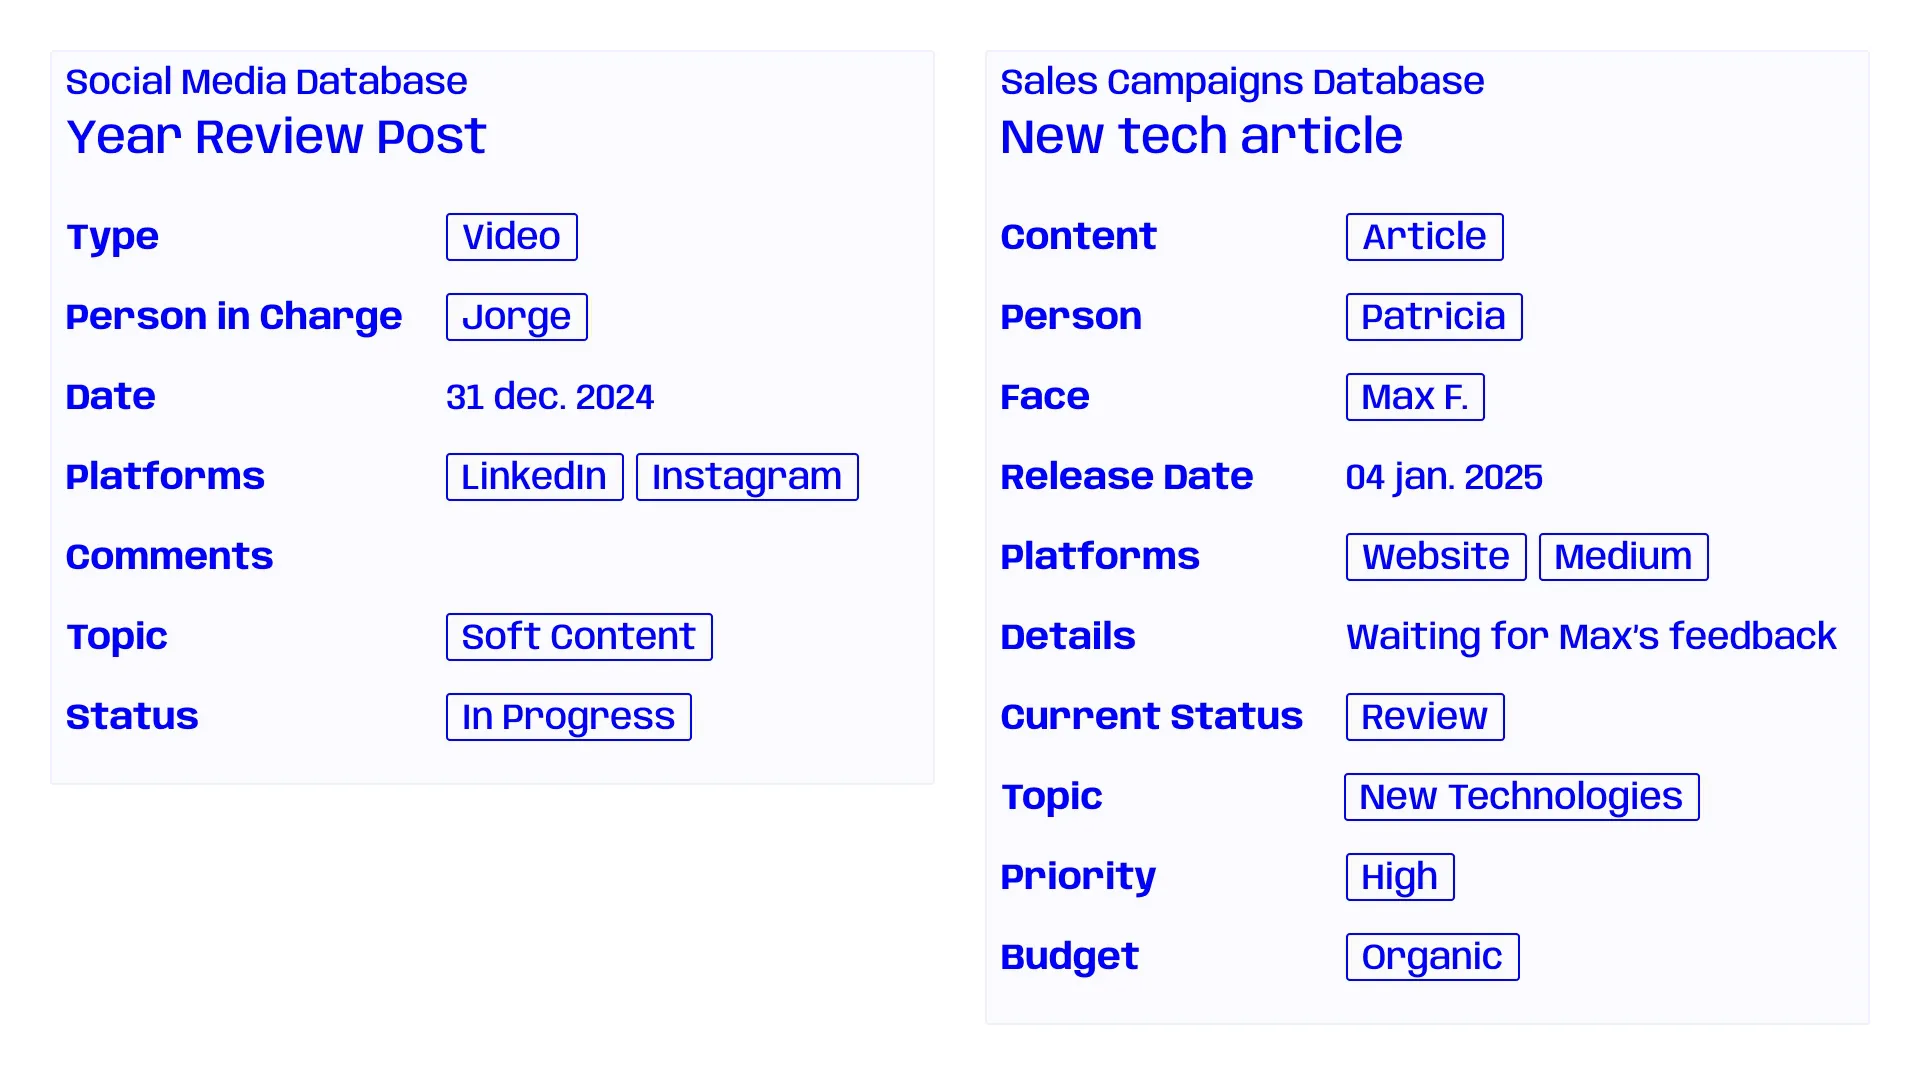 Social Media Database
Year Review Post
Type Video
Person in Charge Jorge
Date 31 dec. 2024
Platforms LinkedIn Instagram
Comments
Topic Soft Content
Status In Progress
Sales Campaigns Database
New tech article
Content Article
Person Patricia
Face Max F.
Release Date 04 jan. 2025
Platforms Website Medium
Details Waiting for Max's feedback
Current Status Review
Topic New Technologies
Priority High
Budget Organic